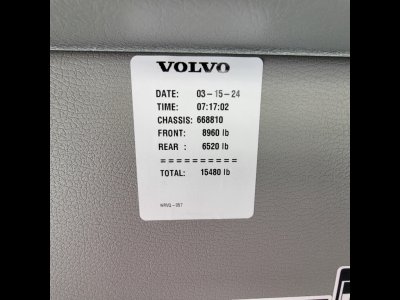 VOLVO
DATE: 03-15-24
TIME: 07:17:02
CHASSIS: 668810
FRONT: 8960 lb
REAR : 6520 lb
==========
TOTAL: 15480 lb